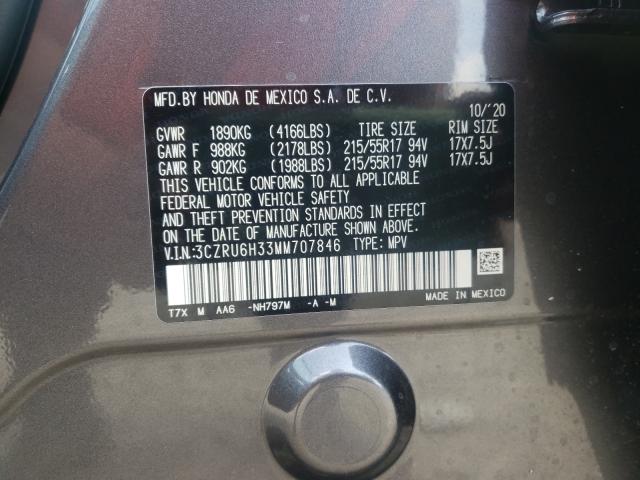 MFD.BY HONDA DE MEXICO S.A. DE C.V.
10/'20
GVWR 1890KG (4166LBS) TIRE SIZE RIM SIZE
GAWR F 988KG (2178LBS) 215/55R17 94V 17X7.5J
GAWR R 902KG (1988LBS) 215/55R17 94V 17X7.5J
THIS VEHICLE CONFORMS TO ALL APPLICABLE
FEDERAL MOTOR VEHICLE SAFETY
AND THEFT PREVENTION STANDARDS IN EFFECT
ON THE DATE OF MANUFACTURE SHOWN ABOVE.
V.I.N.:3CZRU6H33MM707846 TYPE: MPV
T7X M AA6 -NH797M -A -M MADE IN MEXICO